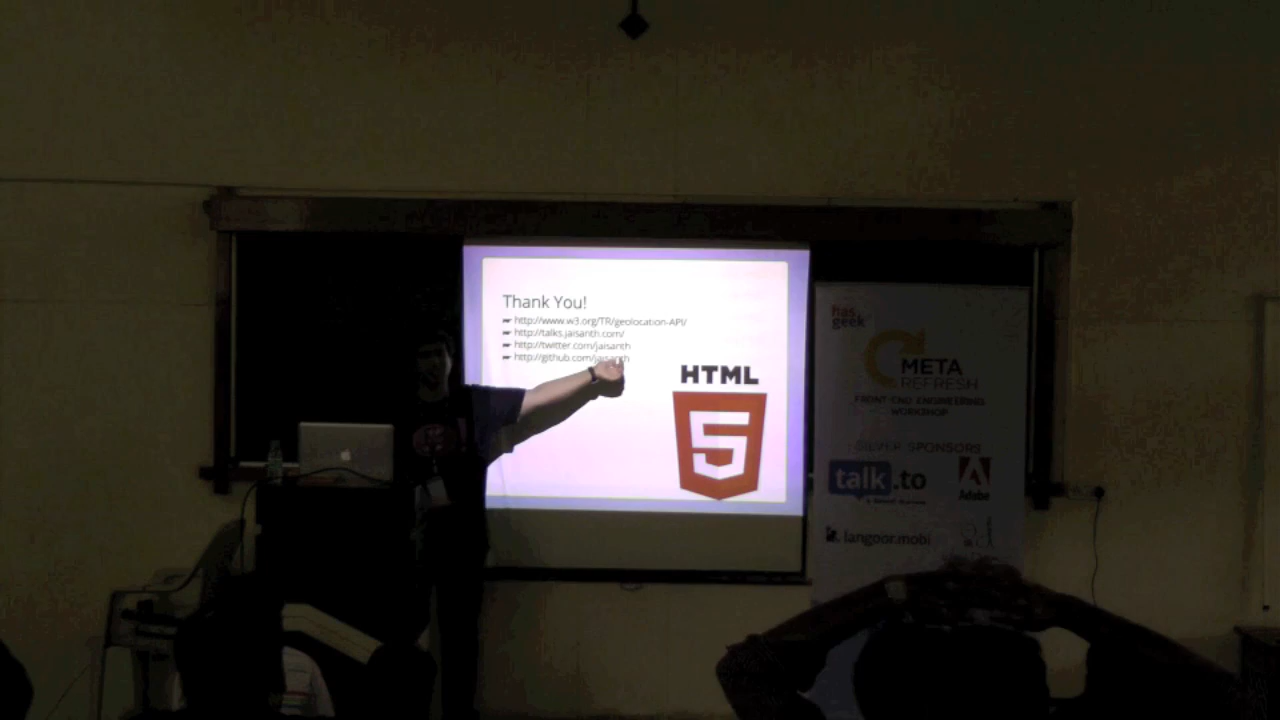 Thank You!
http://www.w3.org/TR/geolocation-API/
http://talks.jaisanth.com/
http://twitter.com/jaisanth
http://github.com/jaisanth
HTML
5
has
geek
META
REFRESH
FRONT-END ENGINEERING
WORKSHOP
SILVER SPONSORS
talk.to
Adobe
langoor.mobi